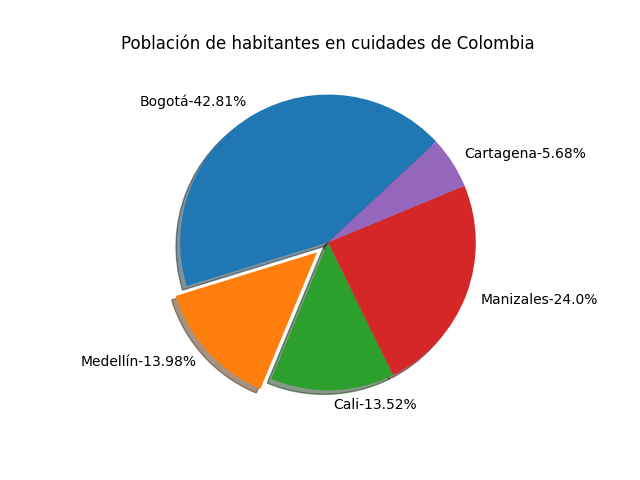 Población de habitantes en cuidades de Colombia
Bogotá-42.81%
Cartagena-5.68%
Manizales-24.0%
Medellín-13.98%
Cali-13.52%